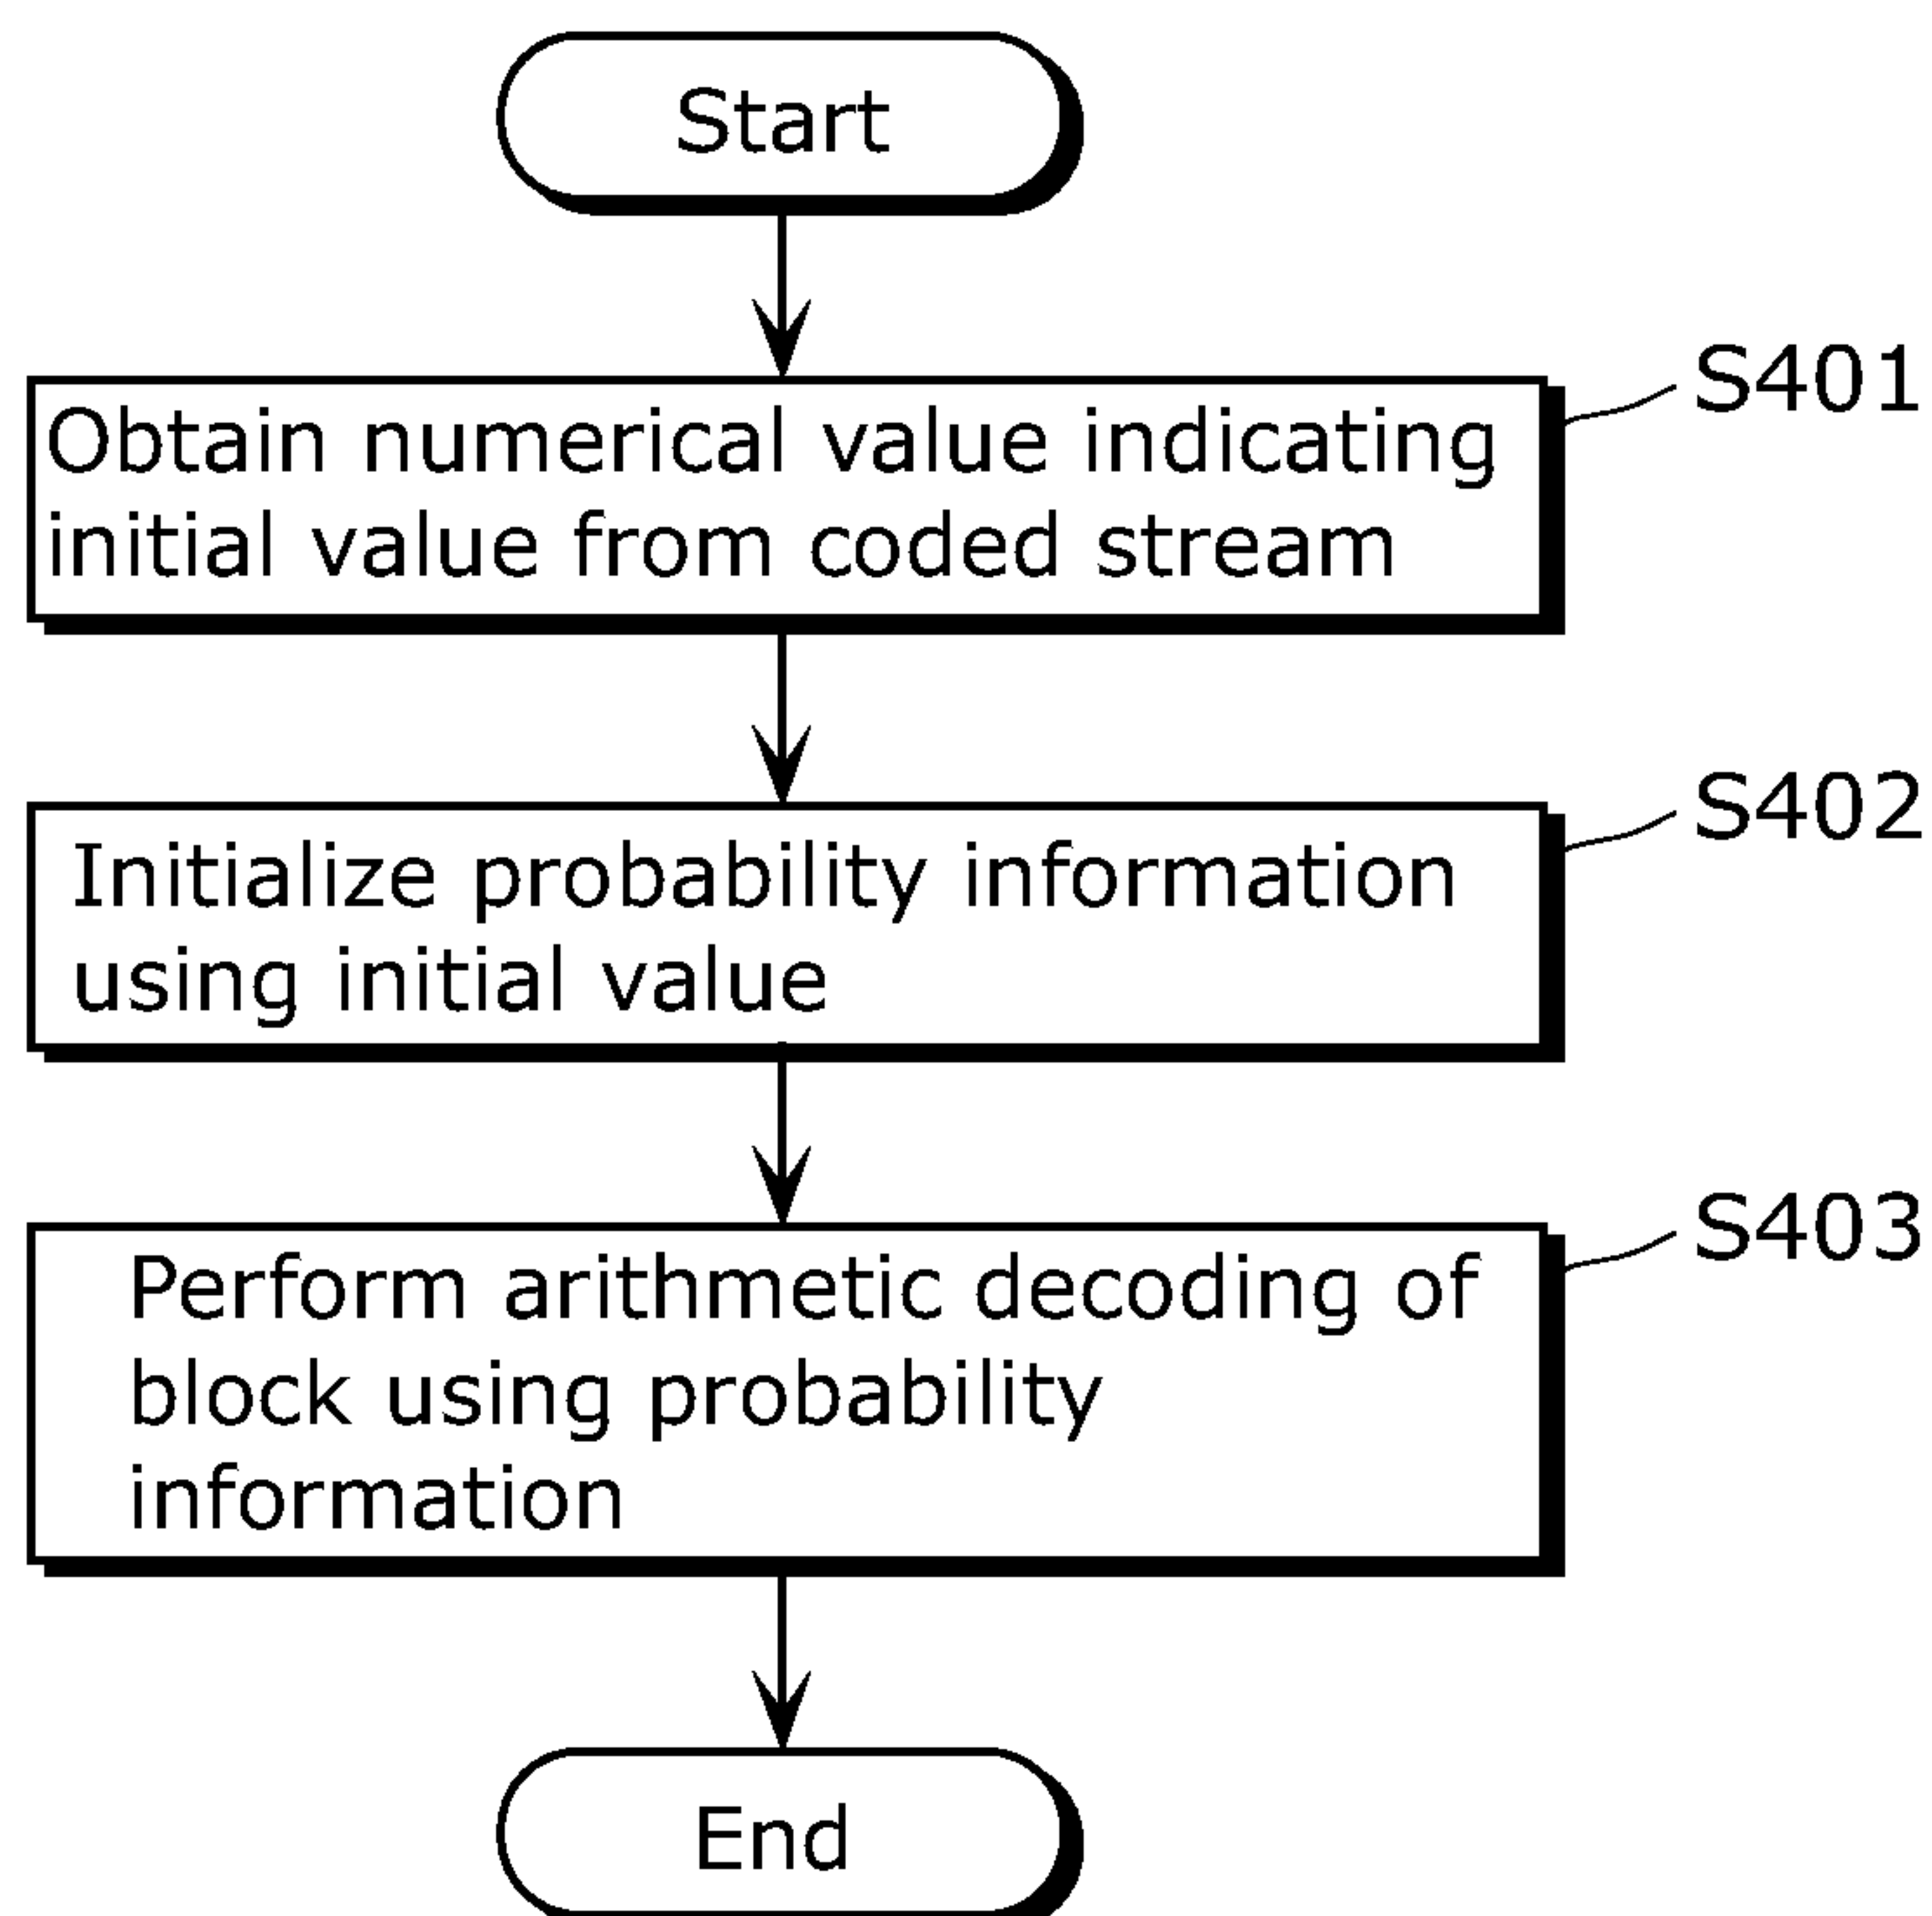 Start
S401
Obtain numerical value indicating
initial value from coded stream
S402
Initialize probability information
using initial value
S403
Perform arithmetic decoding of
block using probability
information
End